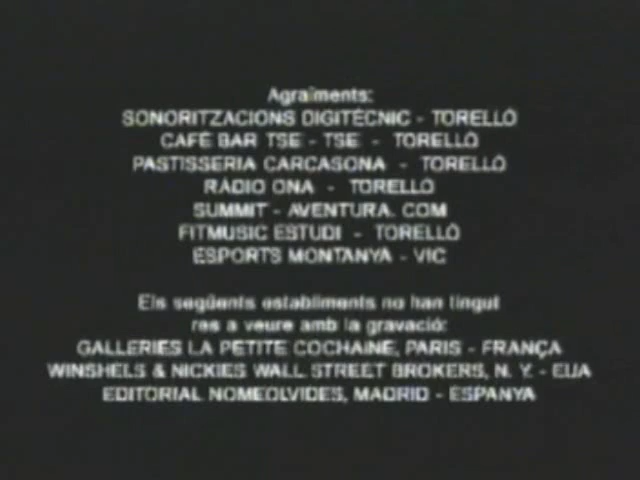 Agraïments:
SONORITZACIONS DIGITÈCNIC - TORELLÓ
CAFÈ BAR TSE - TSE - TORELLÓ
PASTISSERIA CARCASONA - TORELLÓ
RÀDIO ONA - TORELLÓ
SUMMIT - AVENTURA. COM
FITMUSIC ESTUDI - TORELLÓ
ESPORTS MONTANYA - VIC
Els següents establiments no han tingut
res a veure amb la gravació:
GALLERIES LA PETITE COCHAINE, PARIS - FRANÇA
WINSHELS & NICKIES WALL STREET BROKERS, N. Y. - EUA
EDITORIAL NOMEOLVIDES, MADRID - ESPANYA